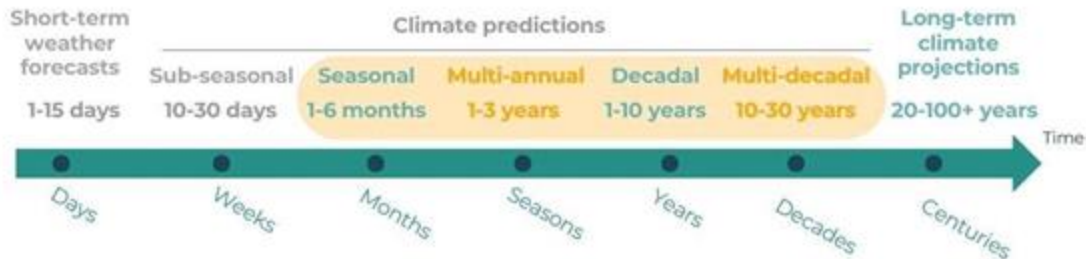 Short-term
weather
forecasts
1-15 days
Climate predictions
Sub-seasonal
10-30 days
Seasonal
1-6 months
Multi-annual
1-3 years
Decadal
1-10 years
Multi-decadal
10-30 years
Long-term
climate
projections
20-100+ years
Time
Days
Weeks
Months
Seasons
Years
Decades
Centuries